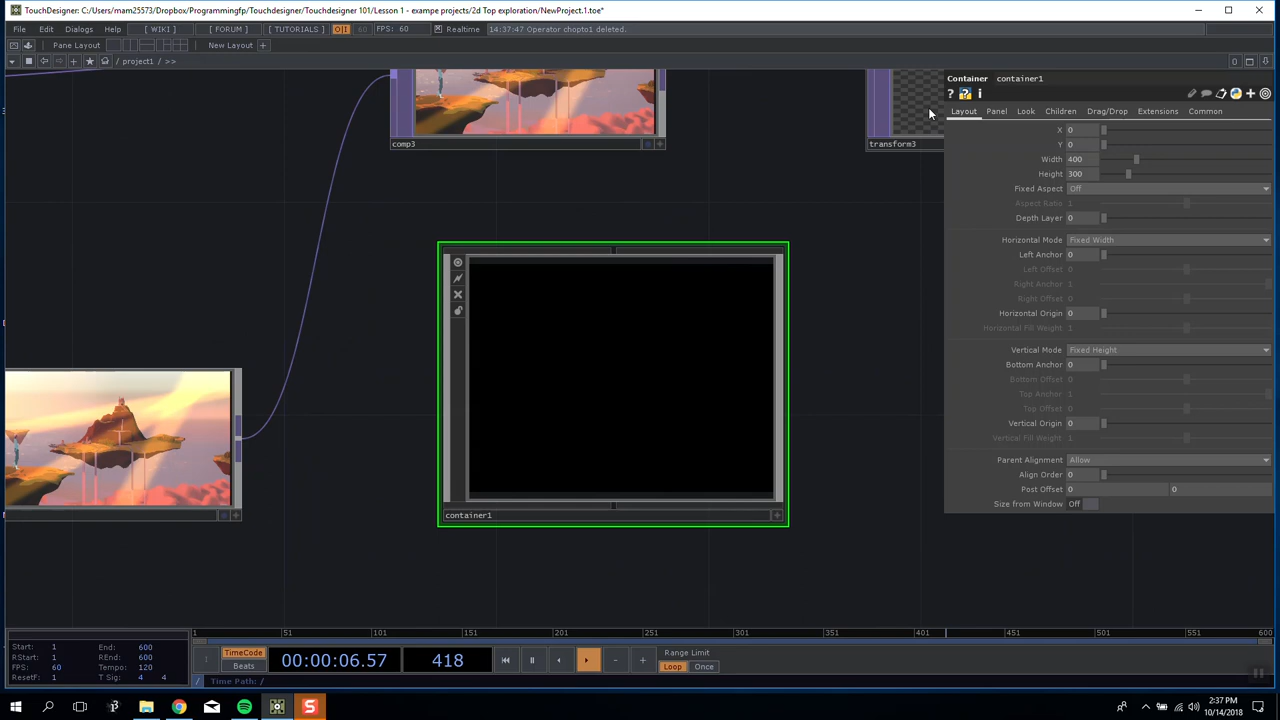 TouchDesigner: C:/Users/mam25573/Dropbox/Programmingfp/Touchdesigner/Touchdesigner 101/Lesson 1 - exampe projects/2d Top exploration/NewProject.1.toe*
File Edit Dialogs Help [ WIKI ] [ FORUM ] [ TUTORIALS ] O|I 60 FPS: 60 Realtime 14:37:47 Operator chopto1 deleted.
Pane Layout New Layout +
/ project1 / >> 0
Container container1
? ? i
Layout Panel Look Children Drag/Drop Extensions Common
X 0
Y 0
Width 400
Height 300
Fixed Aspect Off
Aspect Ratio 1
Depth Layer 0
Horizontal Mode Fixed Width
Left Anchor 0
Left Offset 0
Right Anchor 1
Right Offset 0
Horizontal Origin 0
Horizontal Fill Weight 1
Vertical Mode Fixed Height
Bottom Anchor 0
Bottom Offset 0
Top Anchor 1
Top Offset 0
Vertical Origin 0
Vertical Fill Weight 1
Parent Alignment Allow
Align Order 0
Post Offset 0 0
Size from Window Off
comp3
transform3
container1
1 51 101 151 201 251 301 351 401 451 501 551 600
Start: 1 End: 600
RStart: 1 REnd: 600
FPS: 60 Tempo: 120
ResetF: 1 T Sig: 4 4
TimeCode
Beats
00:00:06.57
418
- +
Range Limit
Loop Once
/ Time Path: /
S
2:37 PM
10/14/2018